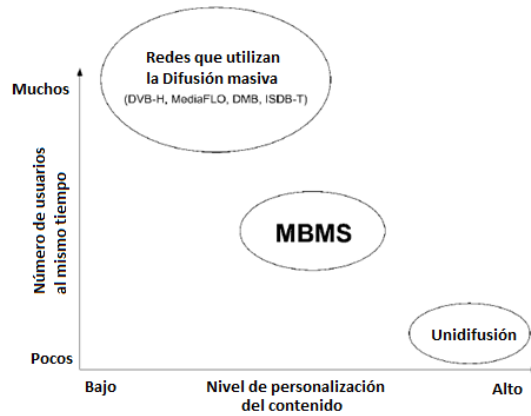 Redes que utilizan
la Difusión masiva
(DVB-H, MediaFLO, DMB, ISDB-T)
Muchos
Número de usuarios
al mismo tiempo
MBMS
Unidifusión
Pocos
Bajo
Nivel de personalización
del contenido
Alto